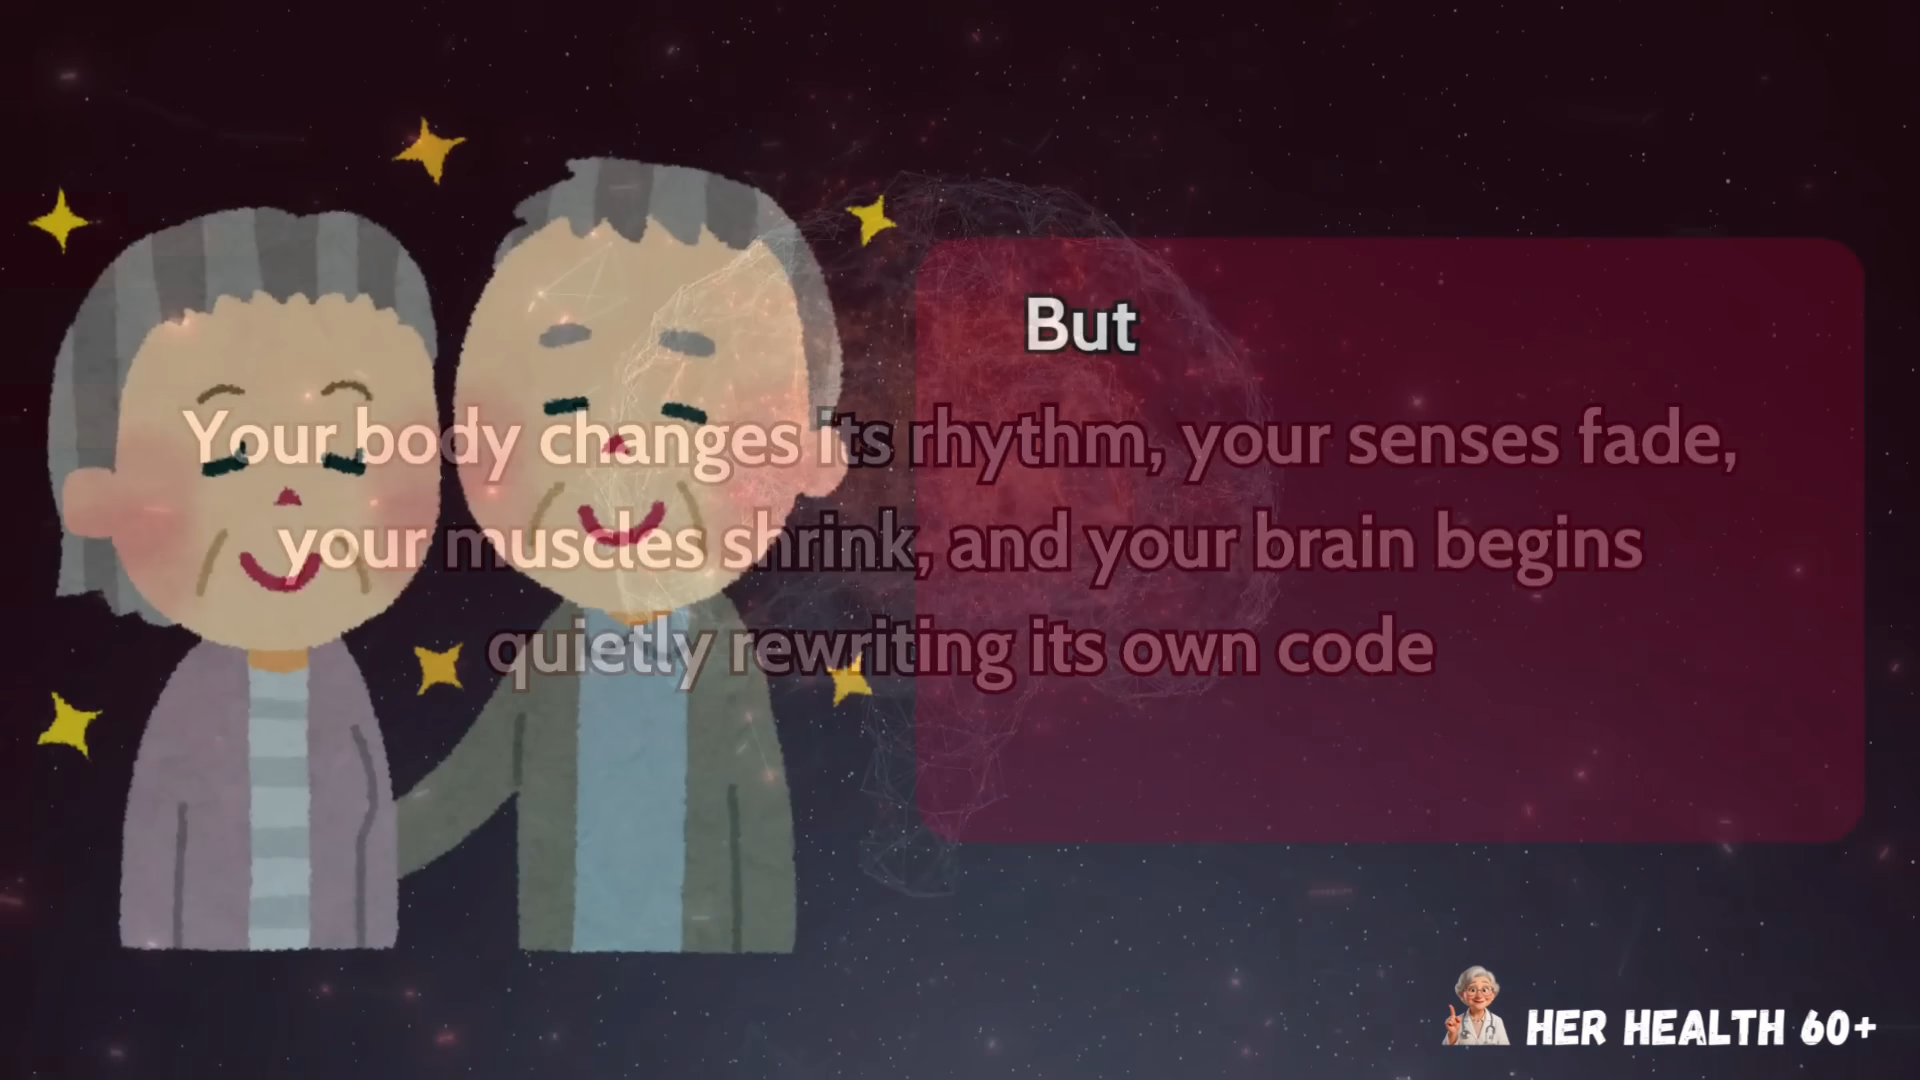 But
Your body changes its rhythm, your senses fade,
your muscles shrink, and your brain begins
quietly rewriting its own code
HER HEALTH 60+